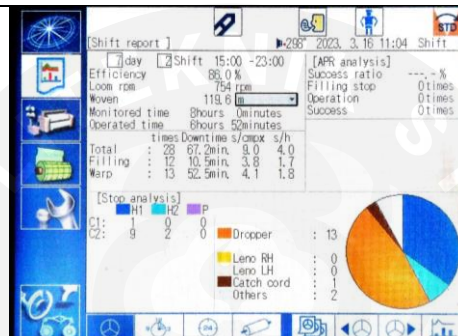 STD
[Shift report ]
-298° 2023. 3.16 11:04 Shift
7 day 2 Shift 15:00 -23:00
[APR analysis]
Efficiency 86.0 %
Success ratio ---.-%
Loom rpm 754 rpm
Filling stop 0times
Woven 119.6 m
Operation 0times
Monitored time 8hours 0minutes
Success 0times
Operated time 6hours 52minutes
times Downtime s/cmpx s/h
Total : 28 67.2min. 9.0 4.0
Filling : 12 10.5min. 3.8 1.7
Warp : 13 52.5min. 4.1 1.8
[Stop analysis]
H1 H2 P
C1: 1 0 0
C2: 9 2 0
Dropper : 13
Leno RH : 0
Leno LH : 0
Catch cord : 1
Others : 2